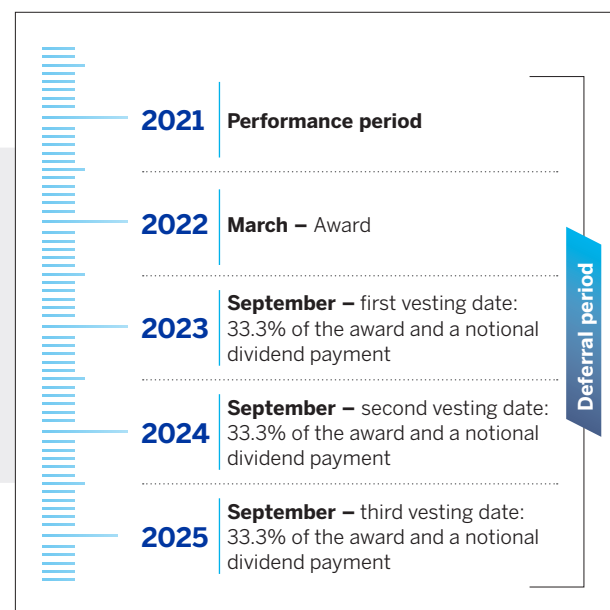 2021
Performance period
2022
March – Award
2023
September – first vesting date:
33.3% of the award and a notional
dividend payment
2024
September – second vesting date:
33.3% of the award and a notional
dividend payment
2025
September – third vesting date:
33.3% of the award and a notional
dividend payment
Deferral period